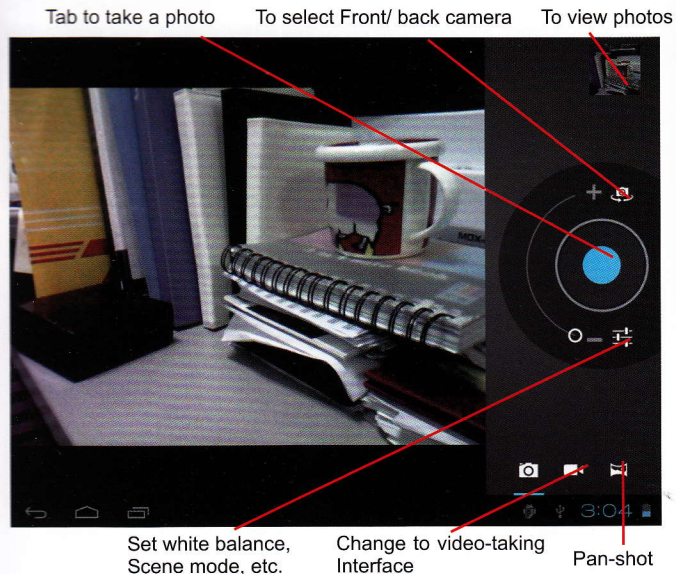 Tab to take a photo
To select Front/ back camera
To view photos
3:04
Set white balance,
Scene mode, etc.
Change to video-taking
Interface
Pan-shot